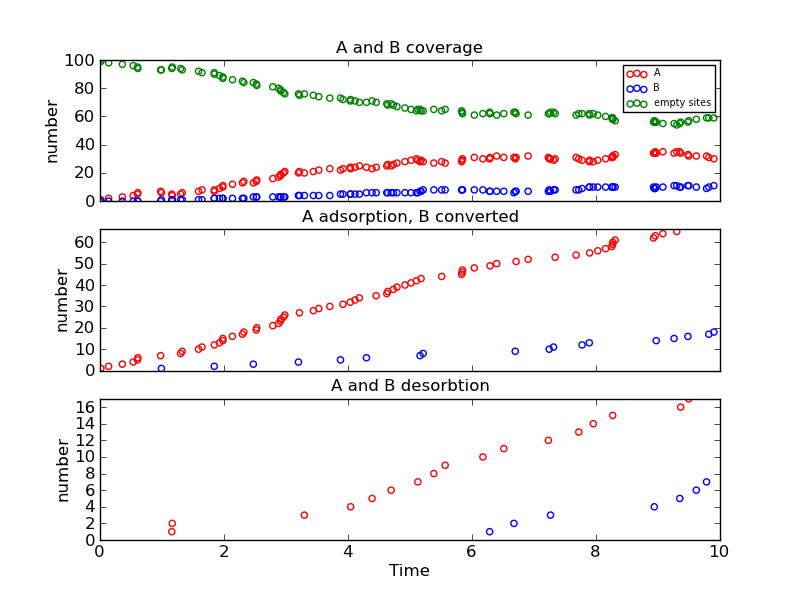 A and B coverage
100
80
60
40
20
0
number
A
B
empty sites
A adsorption, B converted
60
50
40
30
20
10
0
number
A and B desorbtion
16
14
12
10
8
6
4
2
0
number
0 2 4 6 8 10
Time